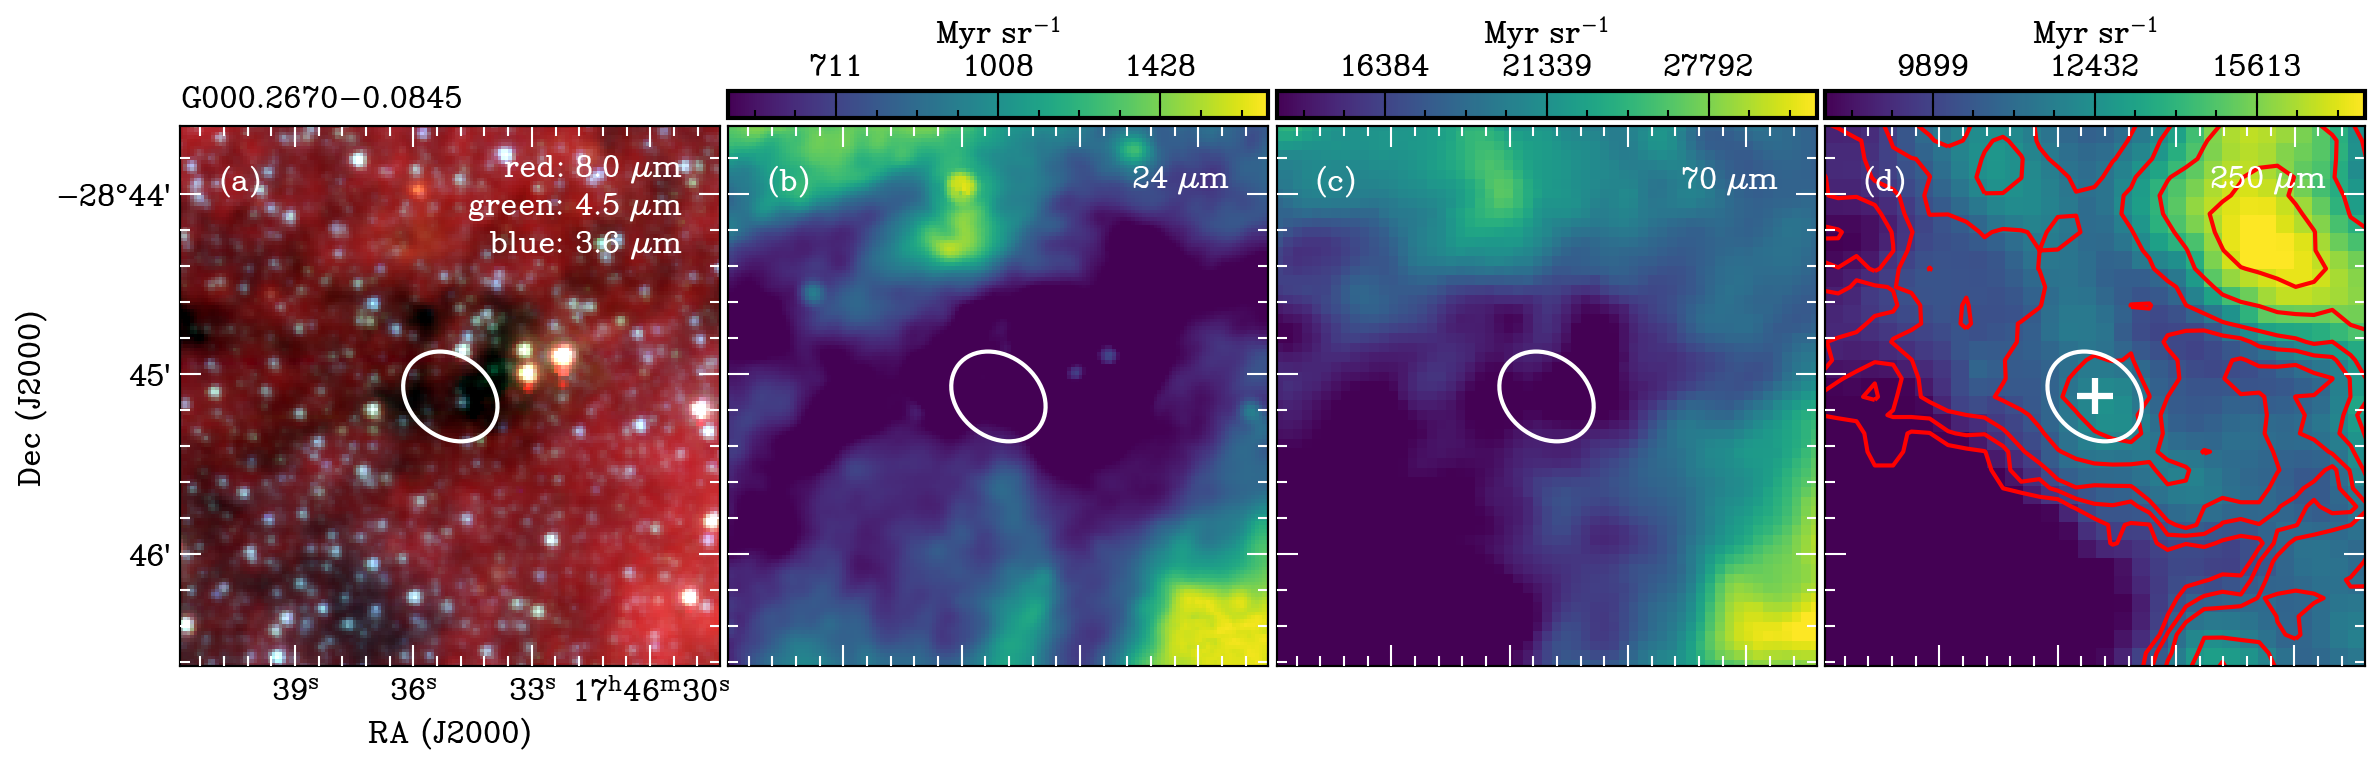 G000.2670−0.0845
(a)
red: 8.0 μm
green: 4.5 μm
blue: 3.6 μm
−28°44'
45'
46'
Dec (J2000)
39ˢ 36ˢ 33ˢ 17ʰ46ᵐ30ˢ
RA (J2000)
Myr sr⁻¹
711 1008 1428
(b)
24 μm
Myr sr⁻¹
16384 21339 27792
(c)
70 μm
Myr sr⁻¹
9899 12432 15613
(d)
250 μm